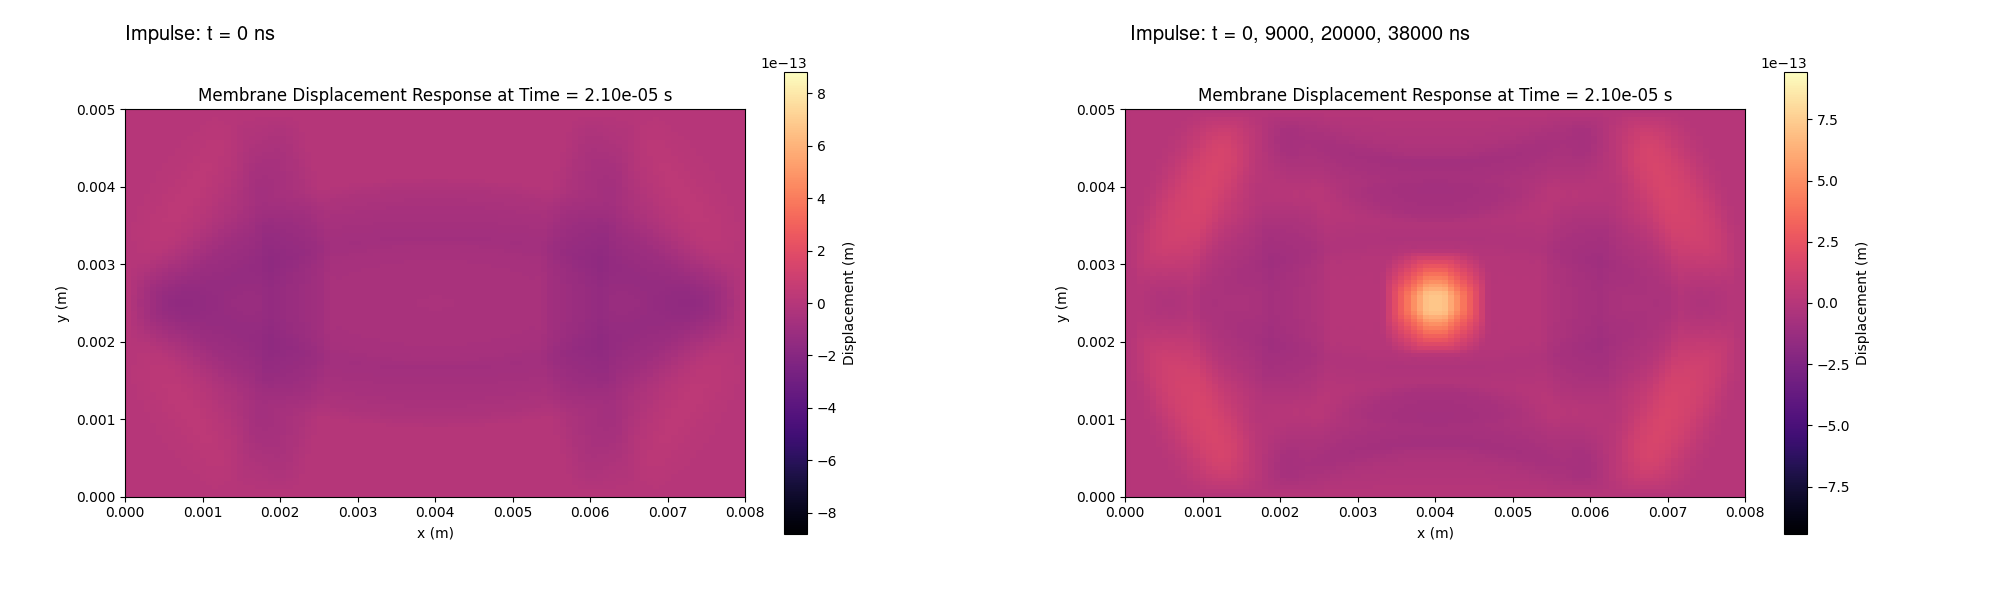 Impulse: t = 0 ns
Membrane Displacement Response at Time = 2.10e-05 s
1e−13
0.005
0.004
0.003
0.002
0.001
0.000
y (m)
0.000 0.001 0.002 0.003 0.004 0.005 0.006 0.007 0.008
x (m)
8
6
4
2
0
−2
−4
−6
−8
Displacement (m)
Impulse: t = 0, 9000, 20000, 38000 ns
Membrane Displacement Response at Time = 2.10e-05 s
1e−13
0.005
0.004
0.003
0.002
0.001
0.000
y (m)
0.000 0.001 0.002 0.003 0.004 0.005 0.006 0.007 0.008
x (m)
7.5
5.0
2.5
0.0
−2.5
−5.0
−7.5
Displacement (m)